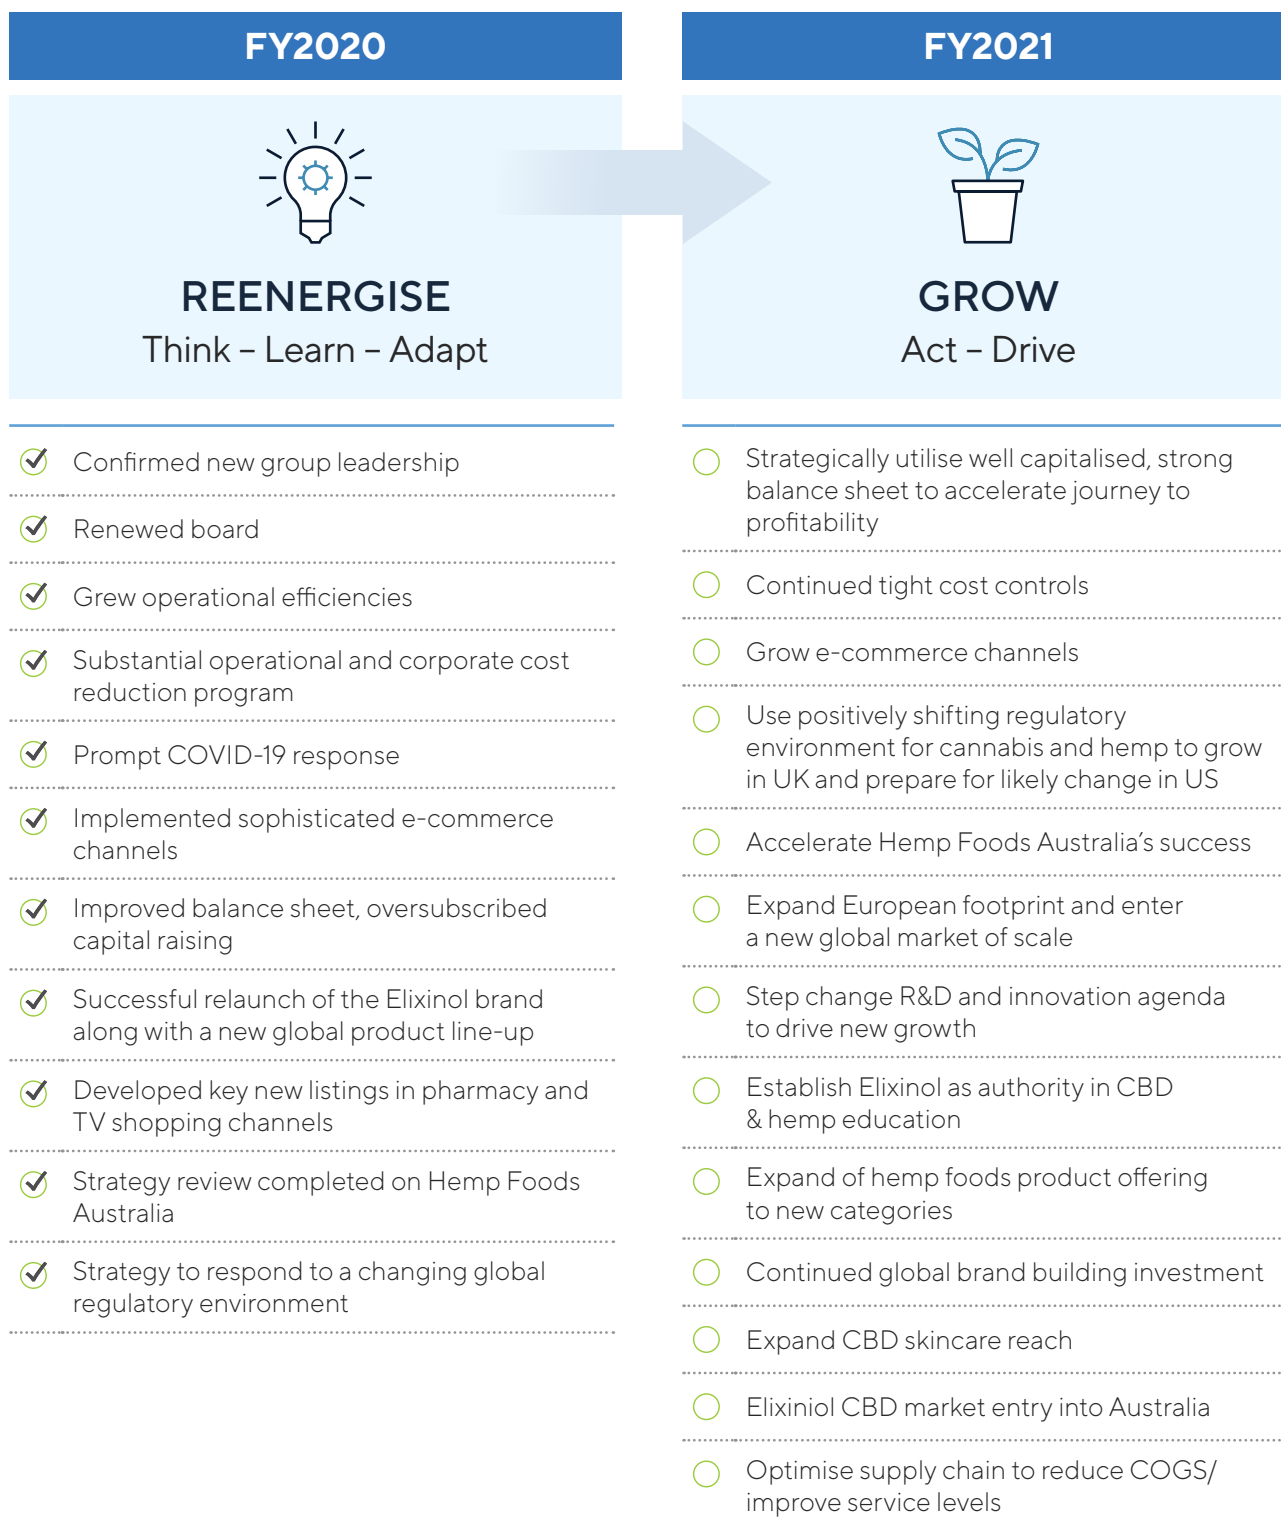 FY2020
REENERGISE
Think – Learn – Adapt
Confirmed new group leadership
Renewed board
Grew operational efficiencies
Substantial operational and corporate cost
reduction program
Prompt COVID-19 response
Implemented sophisticated e-commerce
channels
Improved balance sheet, oversubscribed
capital raising
Successful relaunch of the Elixinol brand
along with a new global product line-up
Developed key new listings in pharmacy and
TV shopping channels
Strategy review completed on Hemp Foods
Australia
Strategy to respond to a changing global
regulatory environment
FY2021
GROW
Act – Drive
Strategically utilise well capitalised, strong
balance sheet to accelerate journey to
profitability
Continued tight cost controls
Grow e-commerce channels
Use positively shifting regulatory
environment for cannabis and hemp to grow
in UK and prepare for likely change in US
Accelerate Hemp Foods Australia’s success
Expand European footprint and enter
a new global market of scale
Step change R&D and innovation agenda
to drive new growth
Establish Elixinol as authority in CBD
& hemp education
Expand of hemp foods product offering
to new categories
Continued global brand building investment
Expand CBD skincare reach
Elixiniol CBD market entry into Australia
Optimise supply chain to reduce COGS/
improve service levels